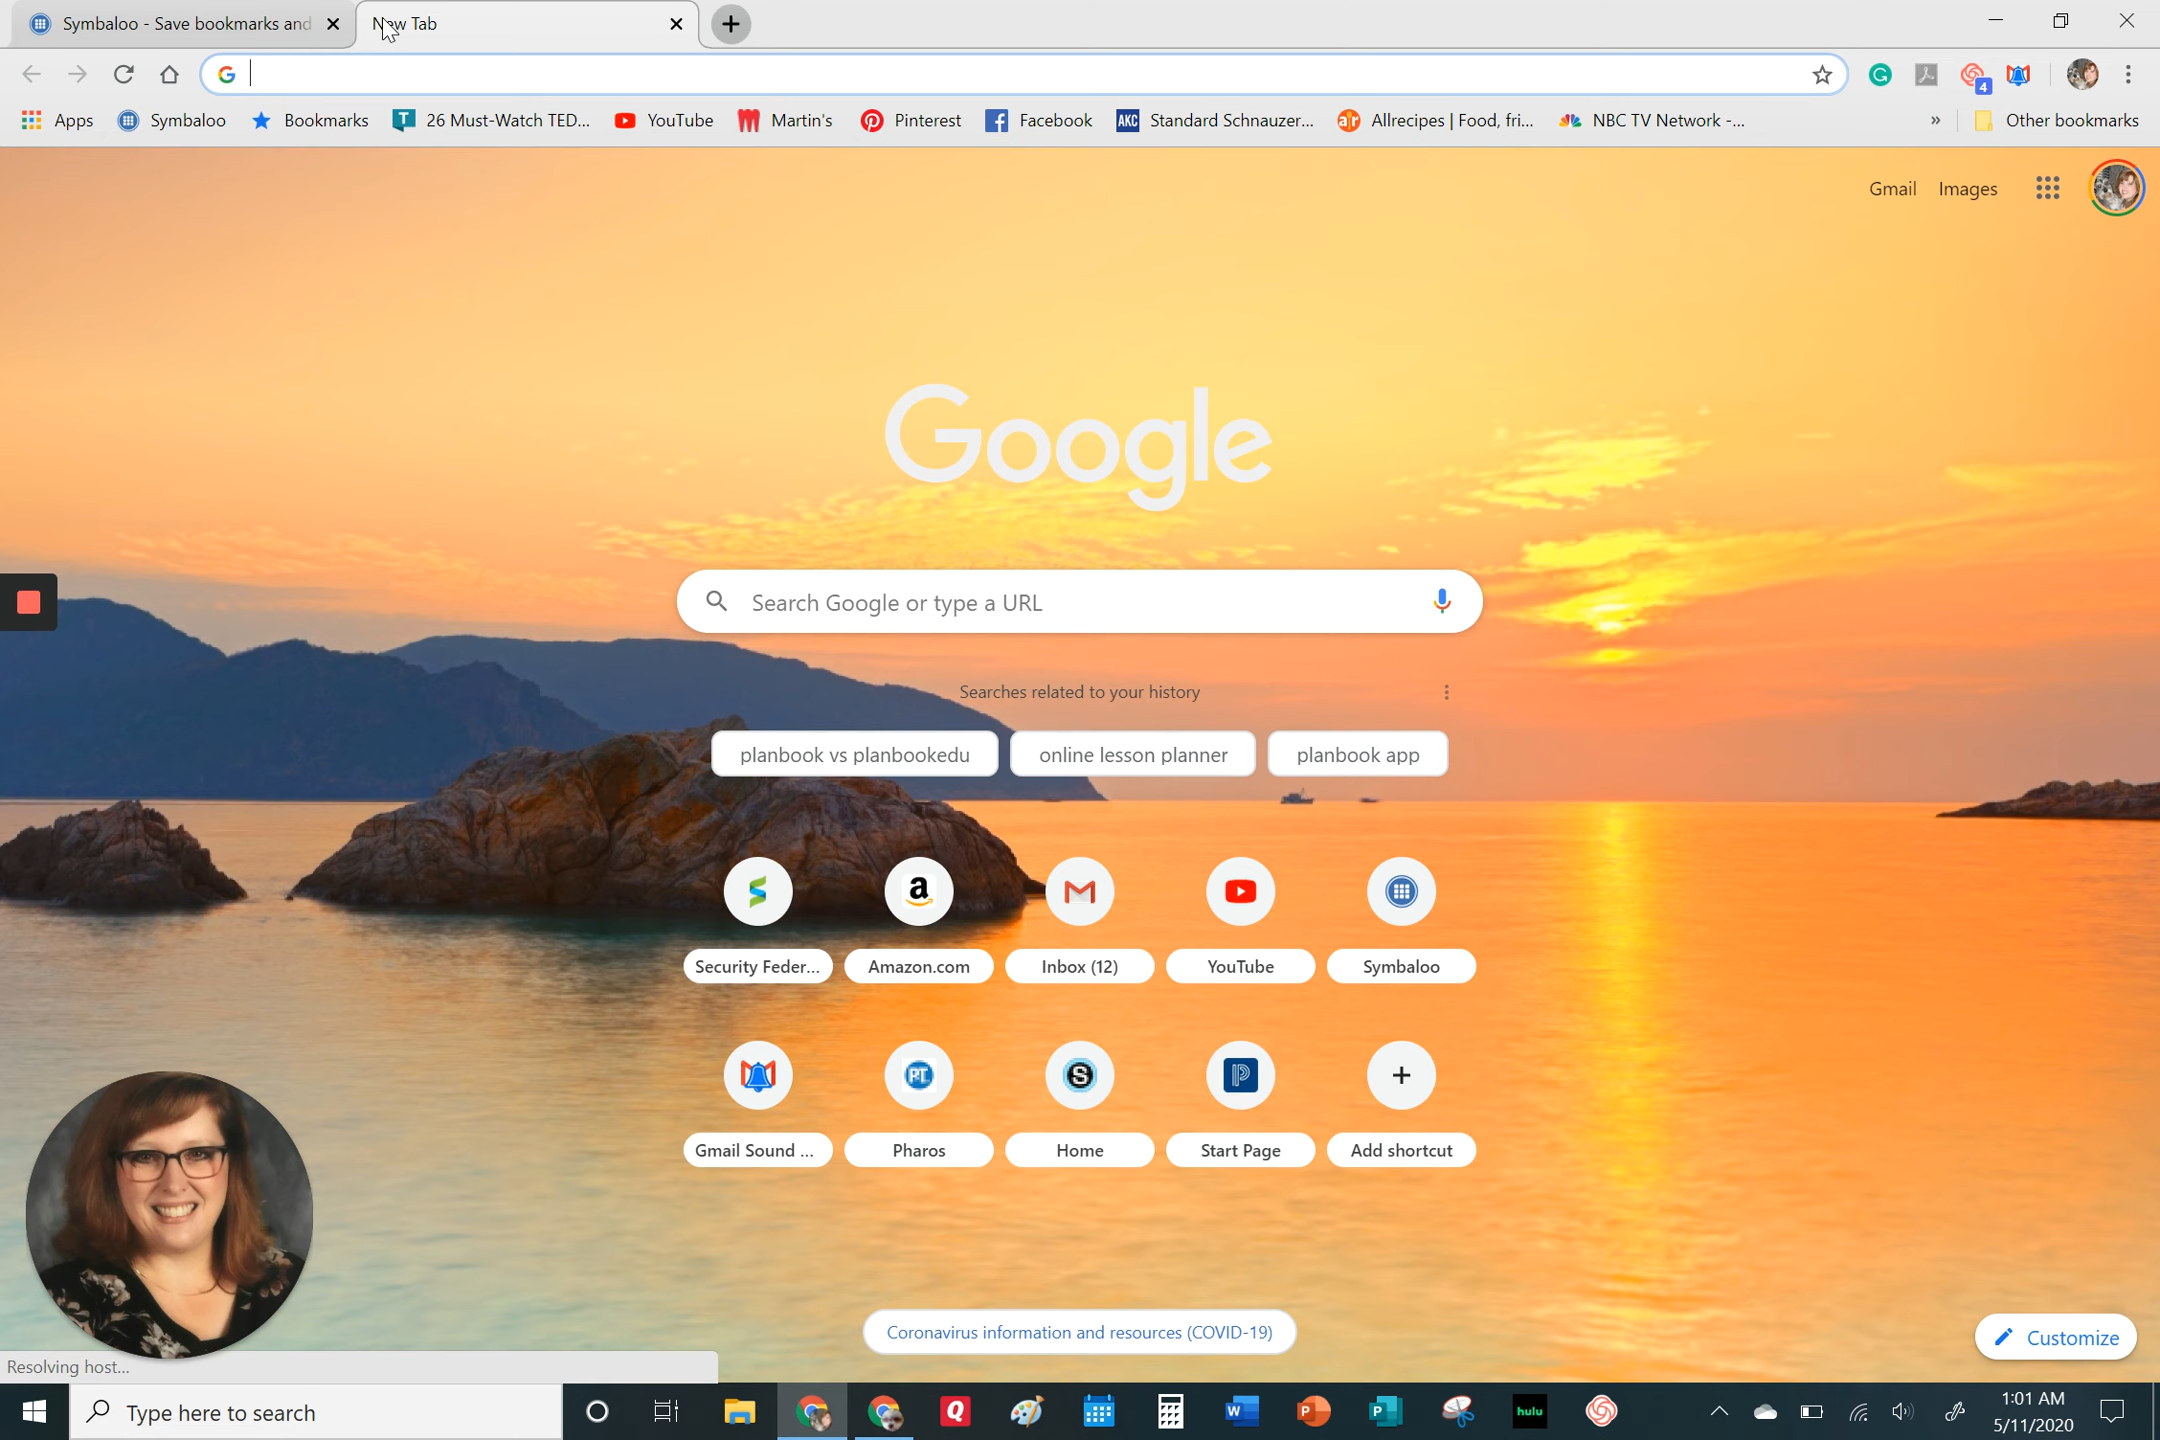 Symbaloo - Save bookmarks and
New Tab
Apps
Symbaloo
Bookmarks
26 Must-Watch TED...
YouTube
Martin's
Pinterest
Facebook
AKC
Standard Schnauzer...
Allrecipes | Food, fri...
NBC TV Network -...
»
Other bookmarks
4
Gmail
Images
Google
Search Google or type a URL
Searches related to your history
planbook vs planbookedu
online lesson planner
planbook app
Security Feder...
Amazon.com
Inbox (12)
YouTube
Symbaloo
Gmail Sound ...
Pharos
Home
Start Page
Add shortcut
Coronavirus information and resources (COVID-19)
Customize
Resolving host...
Type here to search
hulu
1:01 AM
5/11/2020